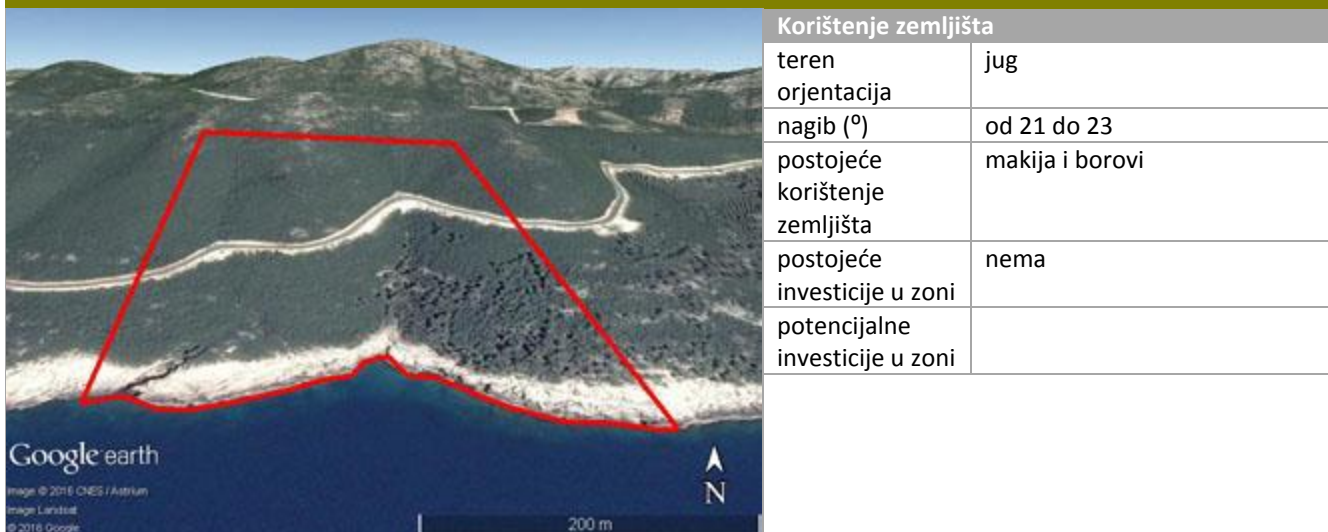 Korištenje zemljišta
teren
orjentacija
jug
nagib (⁰)
od 21 do 23
postojeće
korištenje
zemljišta
makija i borovi
postojeće
investicije u zoni
nema
potencijalne
investicije u zoni
Google earth
Image © 2016 CNES / Astrium
Image Landsat
© 2016 Google
N
200 m